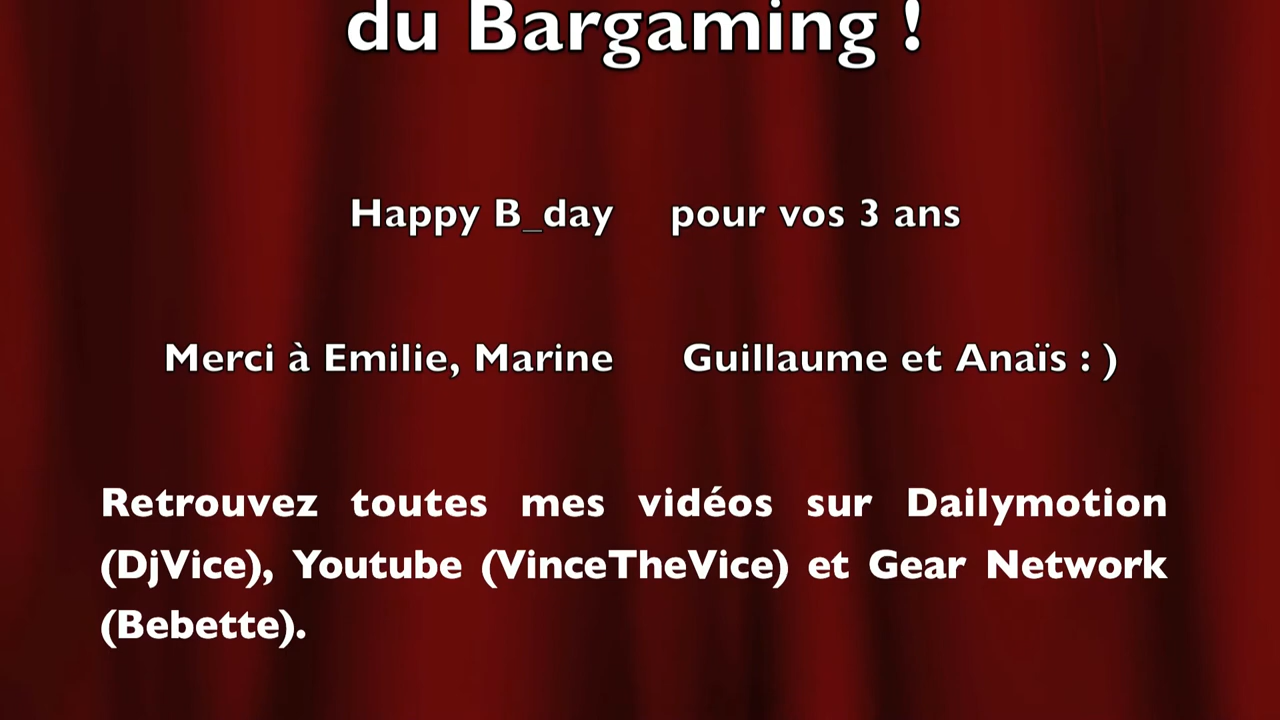 du Bargaming !
Happy B_day pour vos 3 ans
Merci à Emilie, Marine Guillaume et Anaïs : )
Retrouvez toutes mes vidéos sur Dailymotion
(DjVice), Youtube (VinceTheVice) et Gear Network
(Bebette).